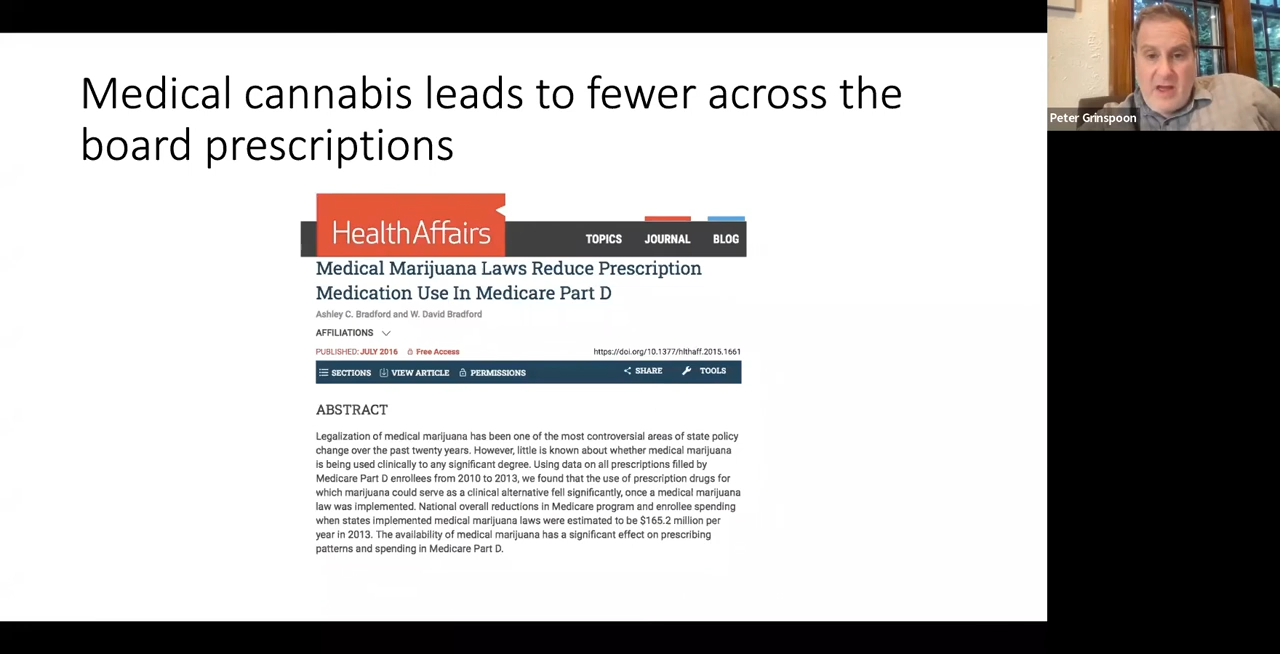 Medical cannabis leads to fewer across the
board prescriptions
HealthAffairs
TOPICS JOURNAL BLOG
Medical Marijuana Laws Reduce Prescription
Medication Use In Medicare Part D
Ashley C. Bradford and W. David Bradford
AFFILIATIONS
PUBLISHED: JULY 2016 Free Access https://doi.org/10.1377/hlthaff.2015.1661
SECTIONS VIEW ARTICLE PERMISSIONS SHARE TOOLS
ABSTRACT
Legalization of medical marijuana has been one of the most controversial areas of state policy
change over the past twenty years. However, little is known about whether medical marijuana
is being used clinically to any significant degree. Using data on all prescriptions filled by
Medicare Part D enrollees from 2010 to 2013, we found that the use of prescription drugs for
which marijuana could serve as a clinical alternative fell significantly, once a medical marijuana
law was implemented. National overall reductions in Medicare program and enrollee spending
when states implemented medical marijuana laws were estimated to be $165.2 million per
year in 2013. The availability of medical marijuana has a significant effect on prescribing
patterns and spending in Medicare Part D.
Peter Grinspoon